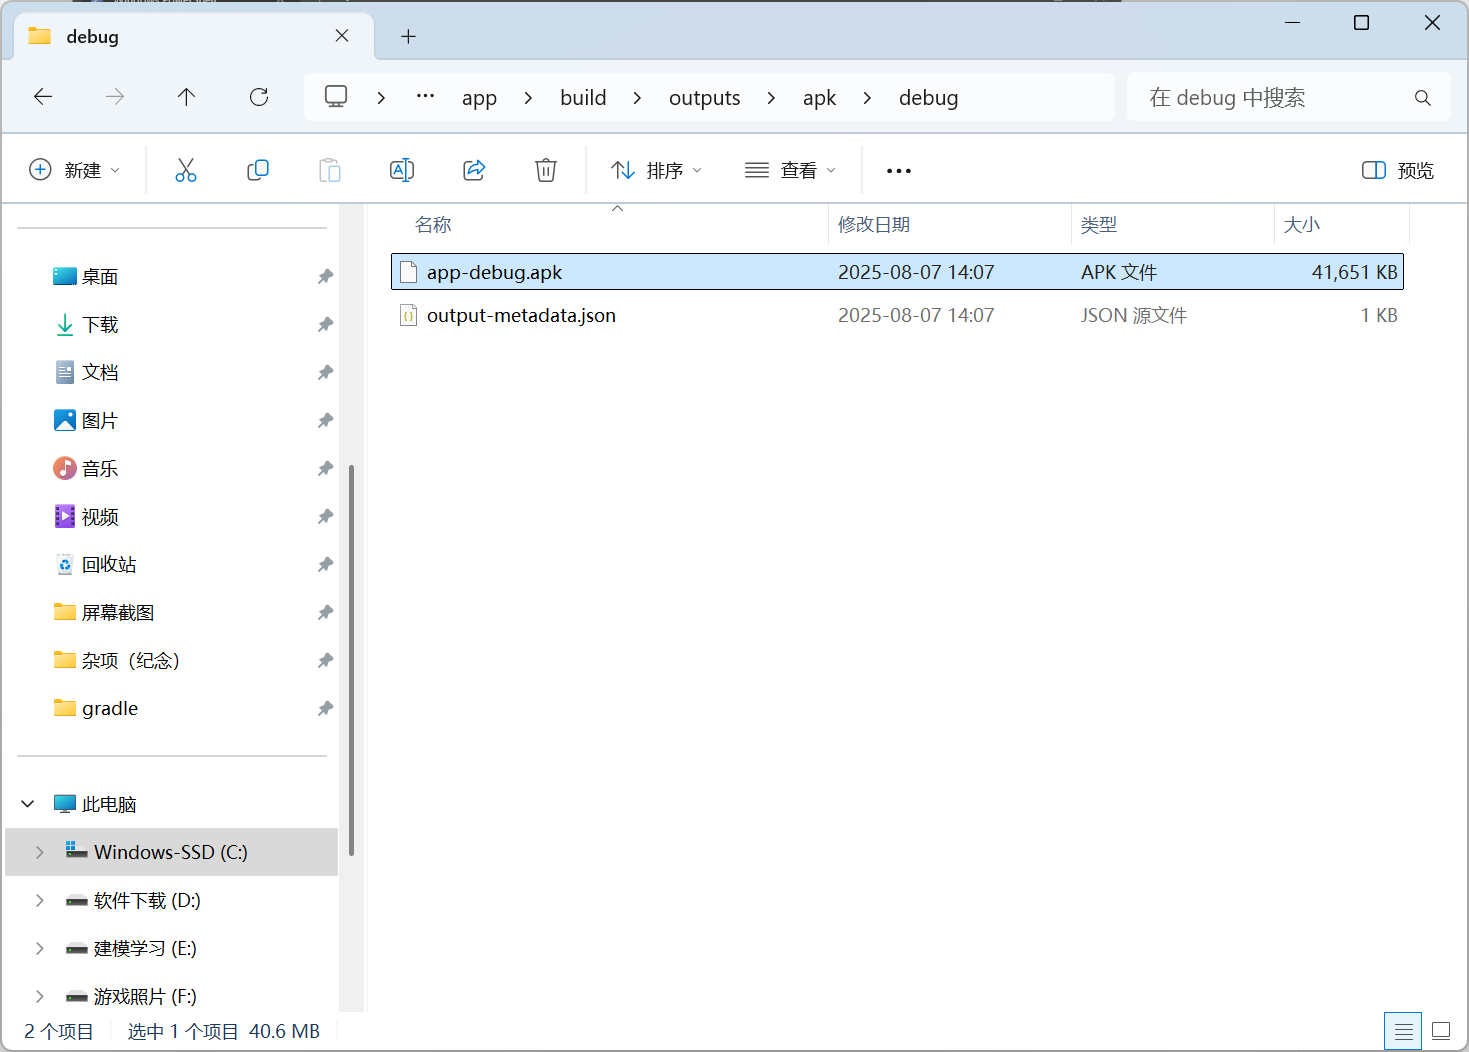 debug
app
build
outputs
apk
debug
在 debug 中搜索
新建
排序
查看
预览
名称
修改日期
类型
大小
app-debug.apk 2025-08-07 14:07 APK 文件 41,651 KB
output-metadata.json 2025-08-07 14:07 JSON 源文件 1 KB
桌面
下载
文档
图片
音乐
视频
回收站
屏幕截图
杂项（纪念）
gradle
此电脑
Windows-SSD (C:)
软件下载 (D:)
建模学习 (E:)
游戏照片 (F:)
2 个项目 选中 1 个项目 40.6 MB